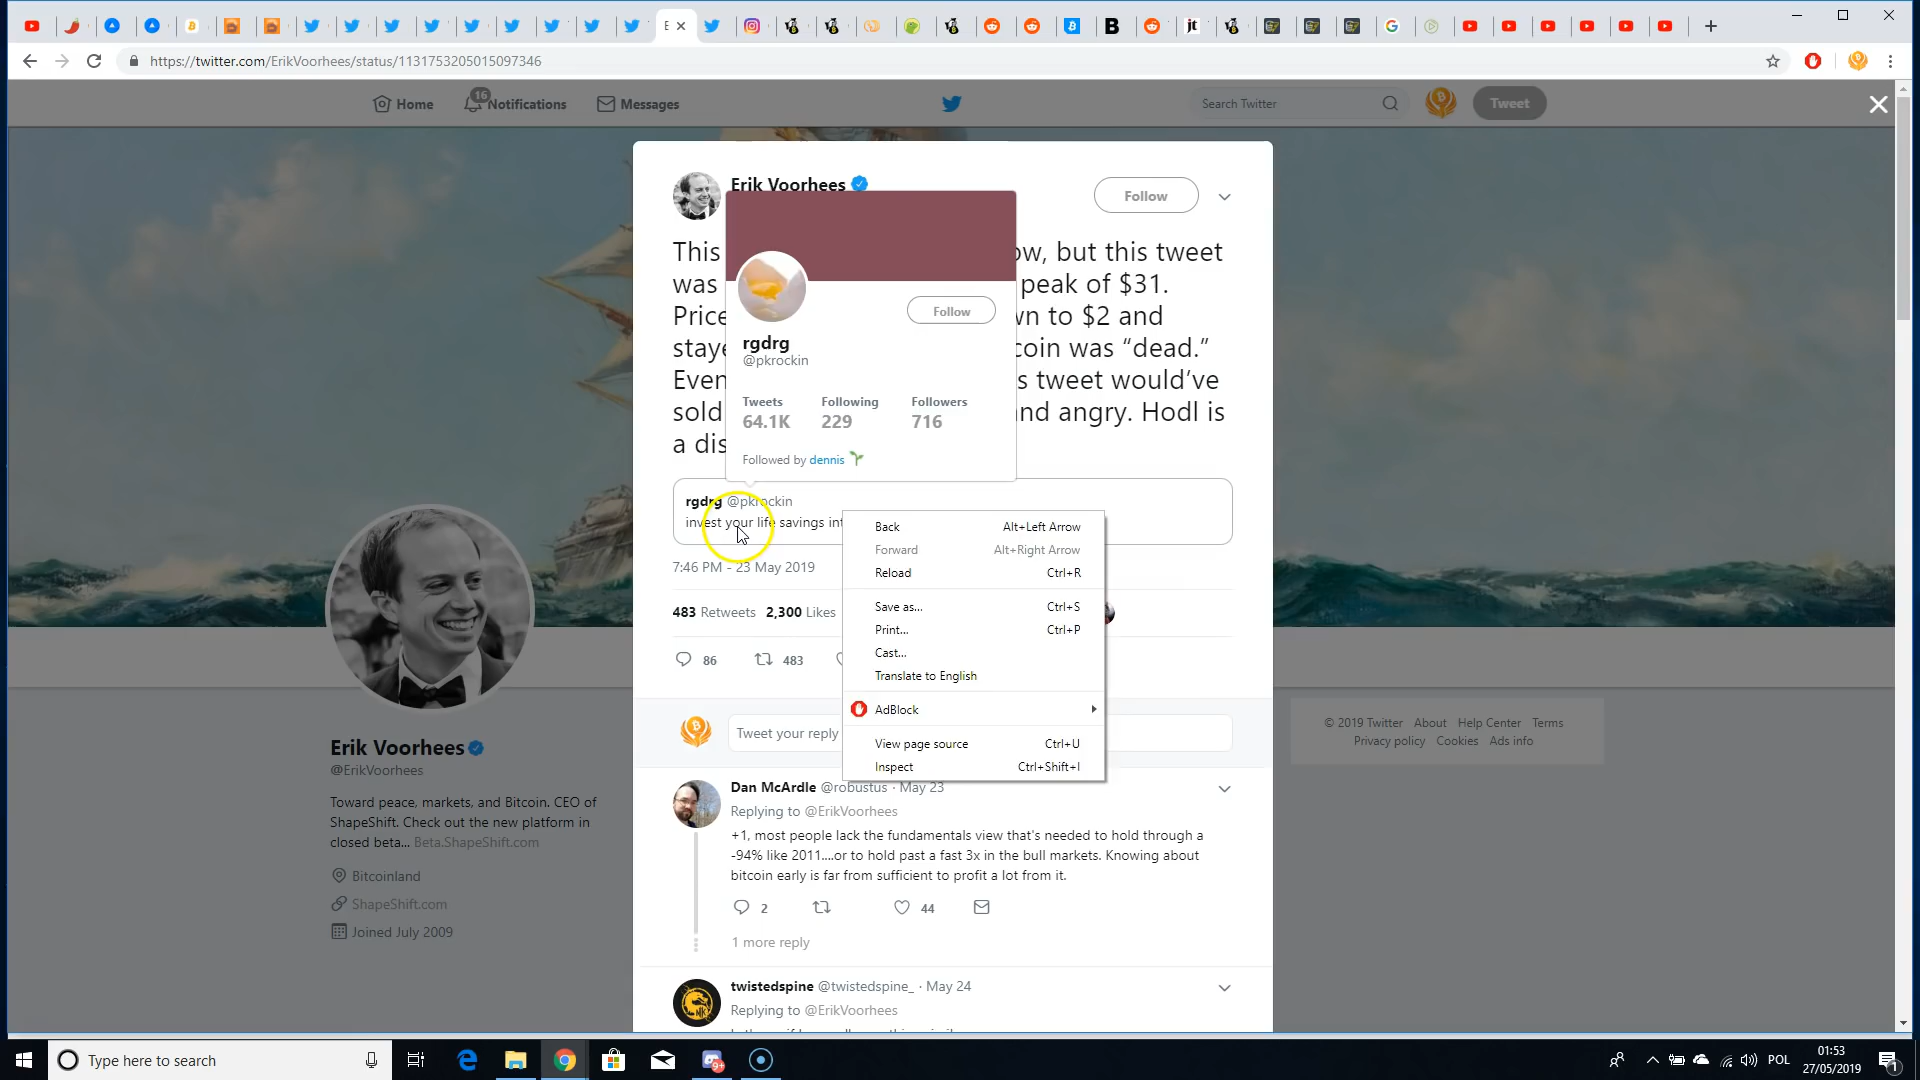 E
jt
https://twitter.com/ErikVoorhees/status/1131753205015097346
Home
16
Notifications
Messages
Search Twitter
Tweet
Erik Voorhees
Follow
This
ow, but this tweet
was
peak of $31.
Price
wn to $2 and
staye
coin was “dead.”
Even
s tweet would’ve
sold
and angry. Hodl is
a dis
Follow
rgdrg
@pkrockin
Tweets Following Followers
64.1K 229 716
Followed by dennis
rgdrg @pkrockin
invest your life savings int
7:46 PM - 23 May 2019
483 Retweets 2,300 Likes
86 483
Tweet your reply
Back Alt+Left Arrow
Forward Alt+Right Arrow
Reload Ctrl+R
Save as... Ctrl+S
Print... Ctrl+P
Cast...
Translate to English
AdBlock
View page source Ctrl+U
Inspect Ctrl+Shift+I
Erik Voorhees
@ErikVoorhees
Toward peace, markets, and Bitcoin. CEO of
ShapeShift. Check out the new platform in
closed beta... Beta.ShapeShift.com
Bitcoinland
ShapeShift.com
Joined July 2009
© 2019 Twitter About Help Center Terms
Privacy policy Cookies Ads info
Dan McArdle @robustus · May 23
Replying to @ErikVoorhees
+1, most people lack the fundamentals view that's needed to hold through a
-94% like 2011....or to hold past a fast 3x in the bull markets. Knowing about
bitcoin early is far from sufficient to profit a lot from it.
2 44
1 more reply
twistedspine @twistedspine_ · May 24
Replying to @ErikVoorhees
Type here to search
9+
POL
01:53
27/05/2019
1